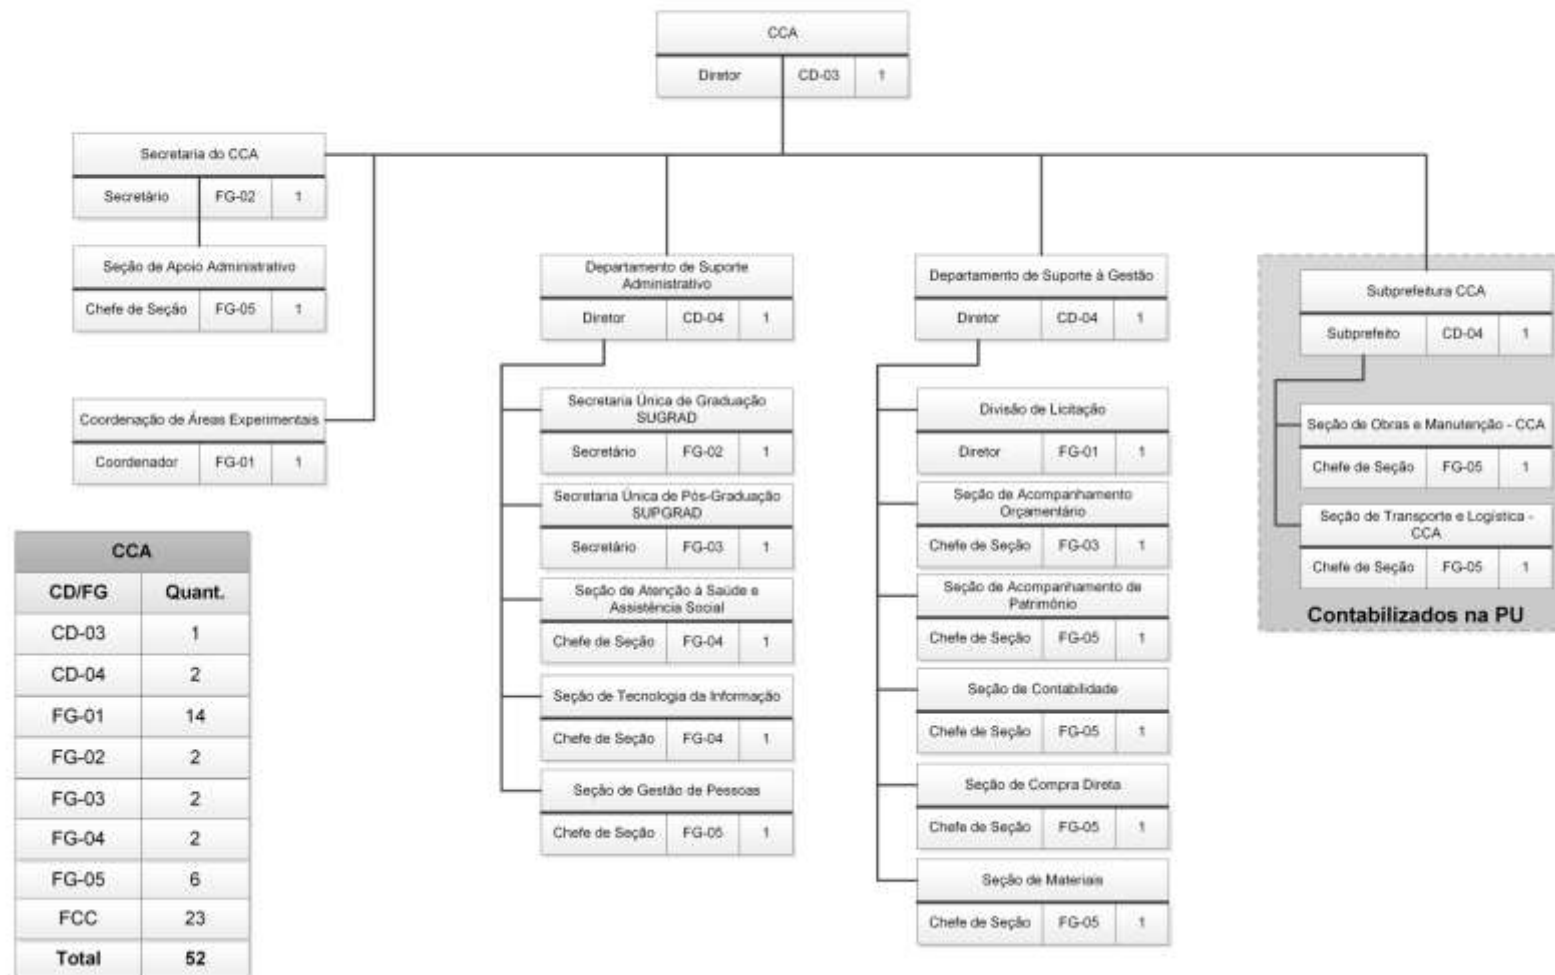 CCA
Diretor CD-03 1
Secretaria do CCA
Secretário FG-02 1
Seção de Apoio Administrativo
Chefe de Seção FG-05 1
Coordenação de Áreas Experimentais
Coordenador FG-01 1
Departamento de Suporte
Administrativo
Diretor CD-04 1
Secretaria Única de Graduação
SUGRAD
Secretário FG-02 1
Secretaria Única de Pós-Graduação
SUPGRAD
Secretário FG-03 1
Seção de Atenção à Saúde e
Assistência Social
Chefe de Seção FG-04 1
Seção de Tecnologia da Informação
Chefe de Seção FG-04 1
Seção de Gestão de Pessoas
Chefe de Seção FG-05 1
Departamento de Suporte à Gestão
Diretor CD-04 1
Divisão de Licitação
Diretor FG-01 1
Seção de Acompanhamento
Orçamentário
Chefe de Seção FG-03 1
Seção de Acompanhamento de
Patrimônio
Chefe de Seção FG-05 1
Seção de Contabilidade
Chefe de Seção FG-05 1
Seção de Compra Direta
Chefe de Seção FG-05 1
Seção de Materiais
Chefe de Seção FG-05 1
Subprefeitura CCA
Subprefeito CD-04 1
Seção de Obras e Manutenção - CCA
Chefe de Seção FG-05 1
Seção de Transporte e Logística -
CCA
Chefe de Seção FG-05 1
Contabilizados na PU
CCA
CD/FG Quant.
CD-03 1
CD-04 2
FG-01 14
FG-02 2
FG-03 2
FG-04 2
FG-05 6
FCC 23
Total 52